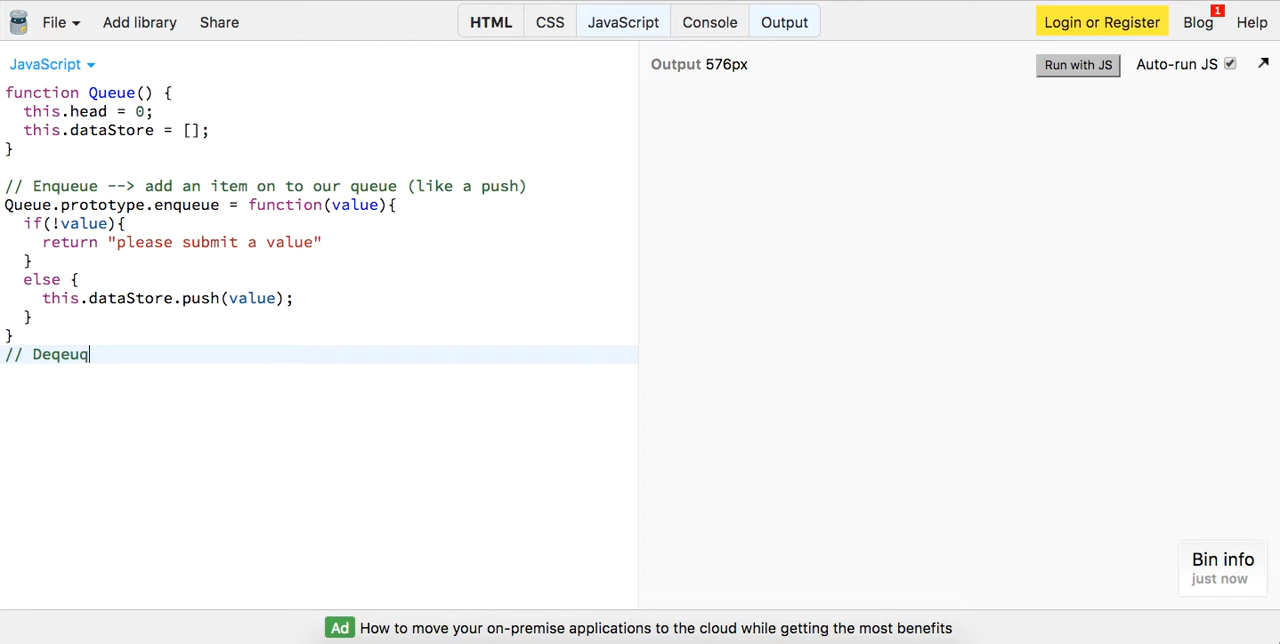 File Add library Share HTML CSS JavaScript Console Output Login or Register Blog 1 Help
JavaScript
Output 576px Run with JS Auto-run JS
function Queue() {
this.head = 0;
this.dataStore = [];
}
// Enqueue --> add an item on to our queue (like a push)
Queue.prototype.enqueue = function(value){
if(!value){
return "please submit a value"
}
else {
this.dataStore.push(value);
}
}
// Deqeuq
Bin info
just now
Ad How to move your on-premise applications to the cloud while getting the most benefits